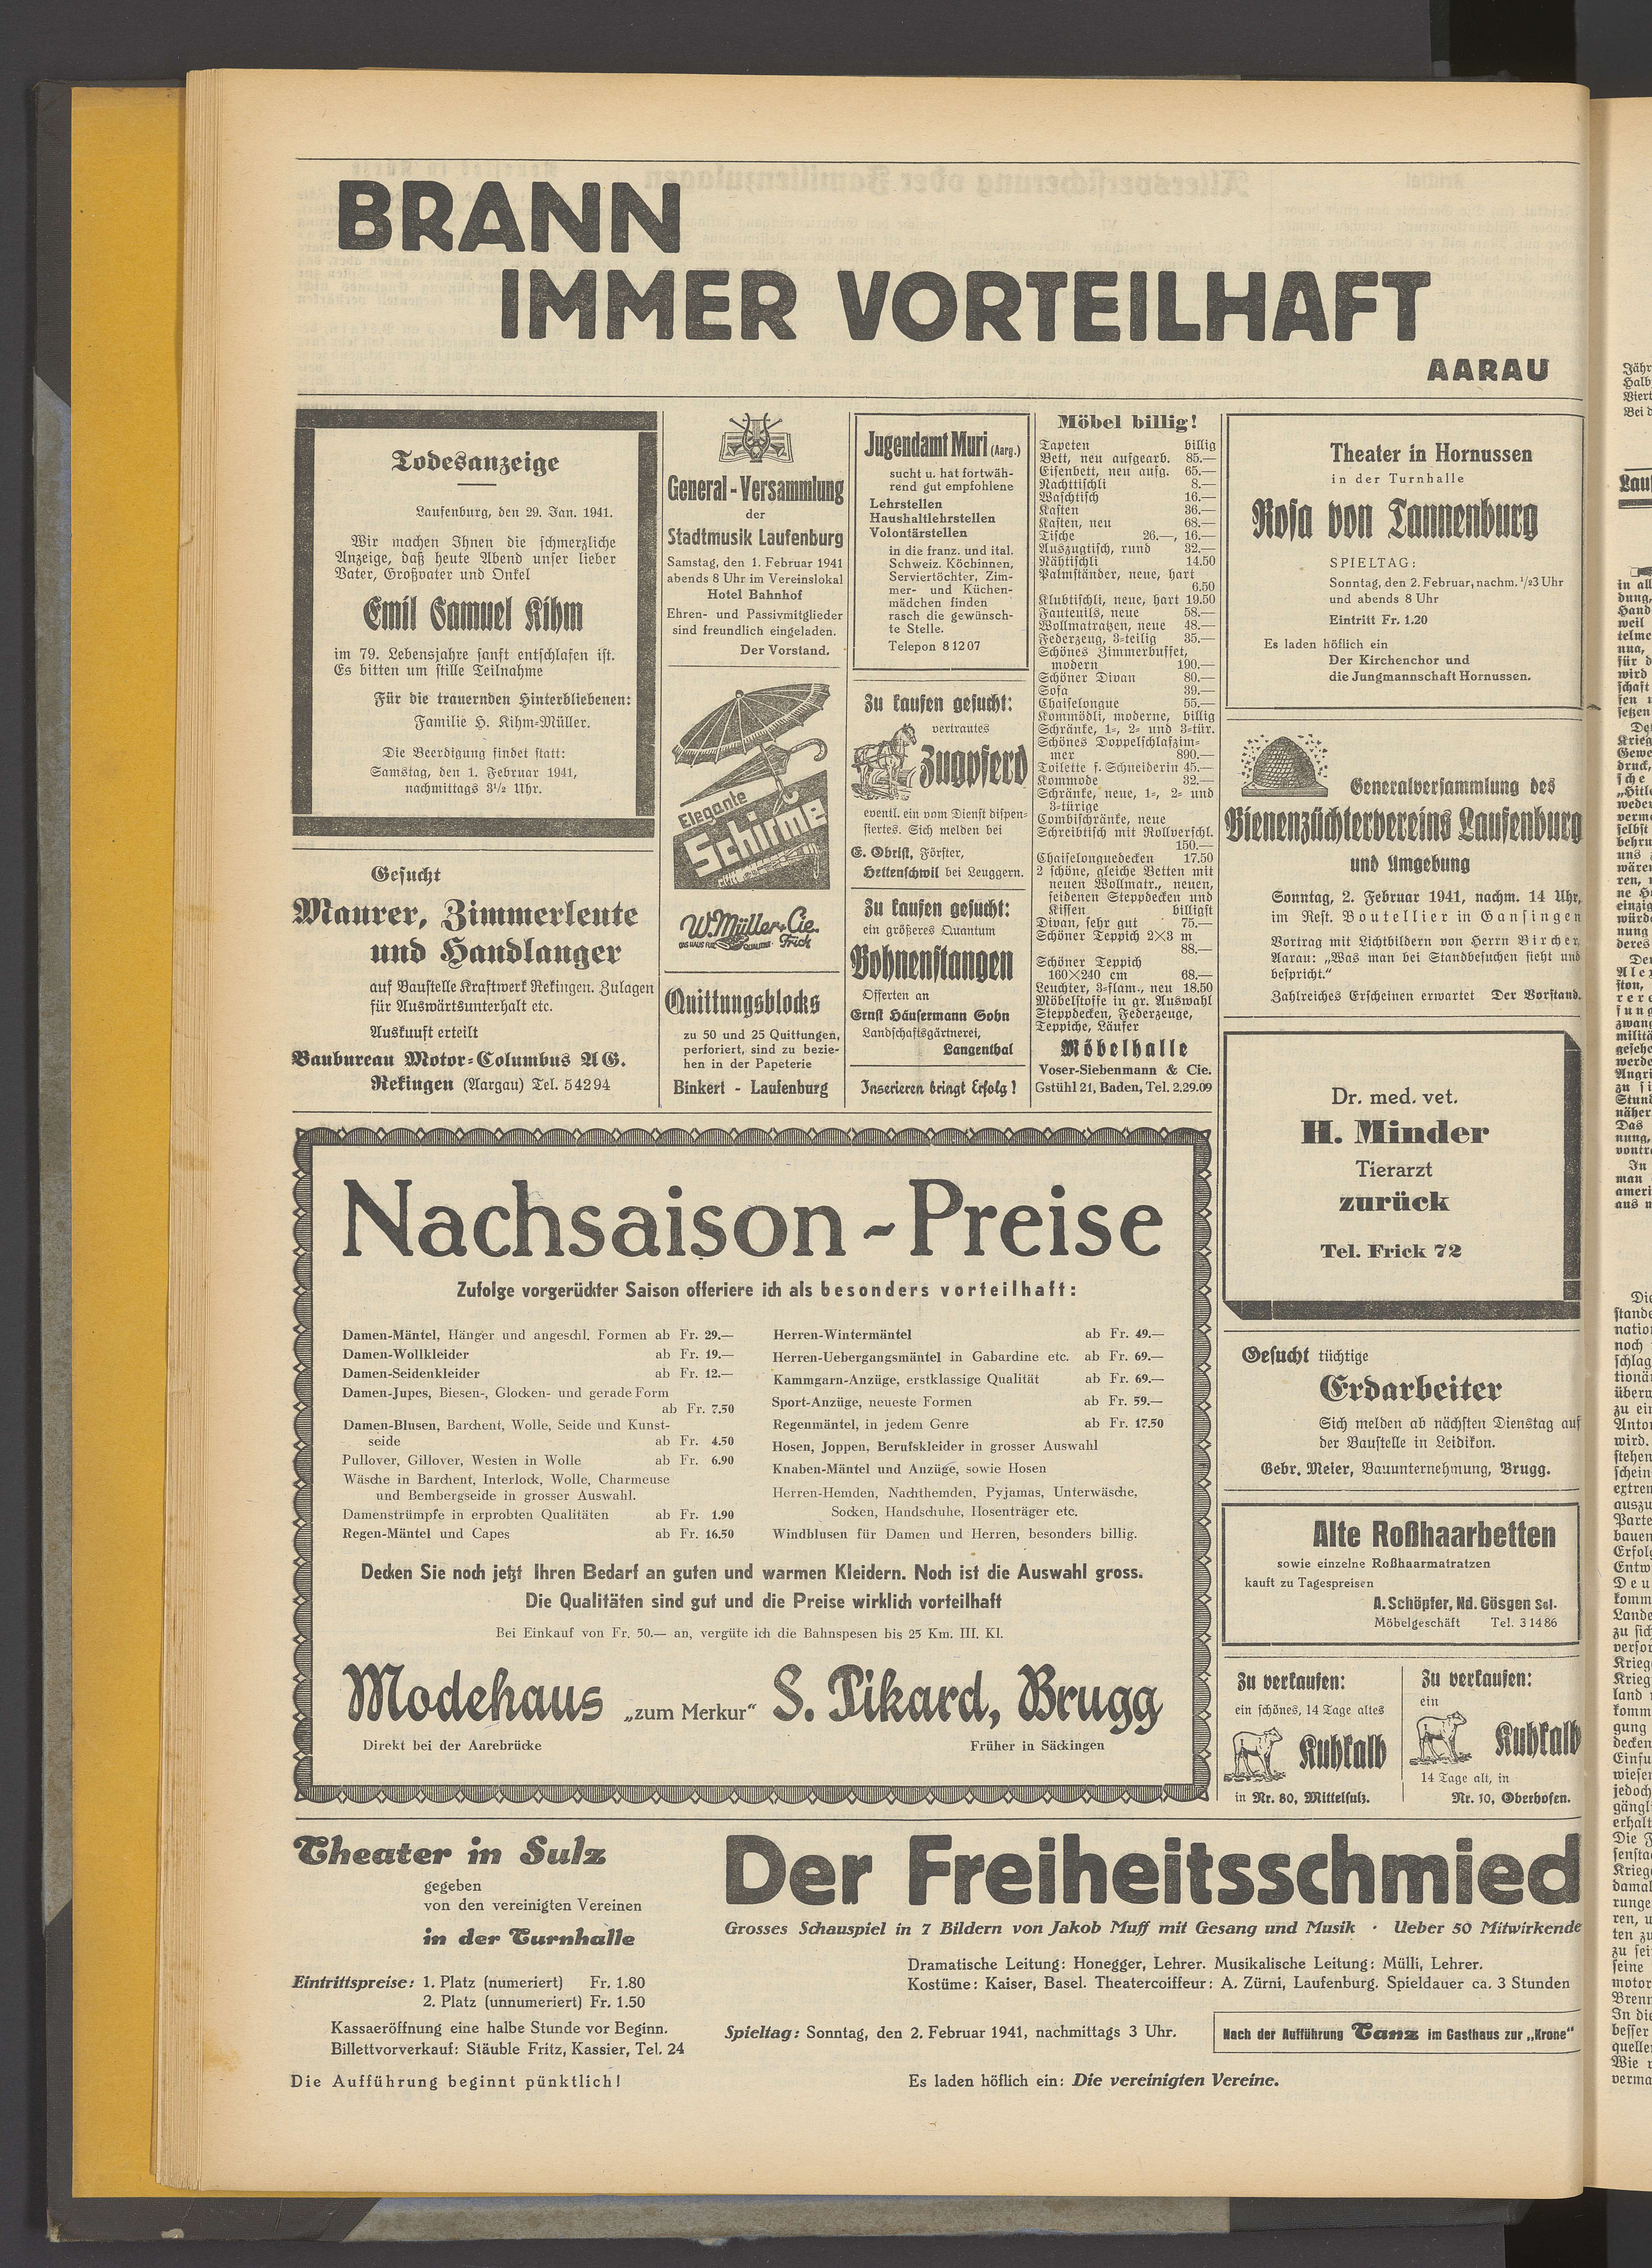 BRANN
IMMER VORTEILHAFT
AARAU
Todesanzeige
Laufenburg, den 29. Jan. 1941.
Wir machen Ihnen die schmerzliche
Anzeige, daß heute Abend unser lieber
Vater, Großvater und Onkel
Emil Samuel Kihm
im 79. Lebensjahre sanft entschlafen ist.
Es bitten um stille Teilnahme
Für die trauernden Hinterbliebenen:
Familie H. Kihm-Müller.
Die Beerdigung findet statt:
Samstag, den 1. Februar 1941,
nachmittags 3½ Uhr.
Gesucht
Maurer, Zimmerleute
und Handlanger
auf Baustelle Kraftwerk Rekingen. Zulagen
für Auswärtsunterhalt etc.
Auskunft erteilt
Baubureau Motor-Columbus AG.
Rekingen (Aargau) Tel. 54294
General-Versammlung
der
Stadtmusik Laufenburg
Samstag, den 1. Februar 1941
abends 8 Uhr im Vereinslokal
Hotel Bahnhof
Ehren- und Passivmitglieder
sind freundlich eingeladen.
Der Vorstand.
Elegante
Schirme
W. Müller & Cie.
DAS HAUS FÜR QUALITÄT Frick
Quittungsblocks
zu 50 und 25 Quittungen,
perforiert, sind zu bezie-
hen in der Papeterie
Binkert - Laufenburg
Jugendamt Muri (Aarg.)
sucht u. hat fortwäh-
rend gut empfohlene
Lehrstellen
Haushaltlehrstellen
Volontärstellen
in die franz. und ital.
Schweiz. Köchinnen,
Serviertöchter, Zim-
mer- und Küchen-
mädchen finden
rasch die gewünsch-
te Stelle.
Telepon 81207
Zu kaufen gesucht:
vertrautes
Zugpferd
eventl. ein vom Dienst dispen-
siertes. Sich melden bei
E. Obrist, Förster,
Hettenschwil bei Leuggern.
Zu kaufen gesucht:
ein größeres Quantum
Bohnenstangen
Offerten an
Ernst Häusermann Sohn
Landschaftsgärtnerei,
Langenthal
Inserieren bringt Erfolg!
Möbel billig!
Tapeten billig
Bett, neu aufgearb. 85.—
Eisenbett, neu aufg. 65.—
Nachttischli 8.—
Waschtisch 16.—
Kasten 36.—
Kasten, neu 68.—
Tische 26.—, 16.—
Auszugtisch, rund 32.—
Nähtischli 14.50
Palmständer, neue, hart
6.50
Klubtischli, neue, hart 19.50
Fauteuils, neue 58.—
Wollmatratzen, neue 48.—
Federzeug, 3-teilig 35.—
Schönes Zimmerbuffet,
modern 190.—
Schöner Divan 80.—
Sofa 39.—
Chaiselongue 55.—
Kommödli, moderne, billig
Schränke, 1-, 2- und 3-tür.
Schönes Doppelschlafzim-
mer 890.—
Toilette f. Schneiderin 45.—
Kommode 32.—
Schränke, neue, 1-, 2- und
3-türige
Combischränke, neue
Schreibtisch mit Rollverschl.
150.—
Chaiselonguedecken 17.50
2 schöne, gleiche Betten mit
neuen Wollmatr., neuen,
seidenen Steppdecken und
Kissen billigst
Divan, sehr gut 75.—
Schöner Teppich 2×3 m
88.—
Schöner Teppich
160×240 cm 68.—
Leuchter, 3-flam., neu 18.50
Möbelstoffe in gr. Auswahl
Steppdecken, Federzeuge,
Teppiche, Läufer
Möbelhalle
Voser-Siebenmann & Cie.
Gstühl 21, Baden, Tel. 2.29.09
Theater in Hornussen
in der Turnhalle
Rosa von Tannenburg
SPIELTAG:
Sonntag, den 2. Februar, nachm. ½3 Uhr
und abends 8 Uhr
Eintritt Fr. 1.20
Es laden höflich ein
Der Kirchenchor und
die Jungmannschaft Hornussen.
Generalversammlung des
Bienenzüchtervereins Laufenburg
und Umgebung
Sonntag, 2. Februar 1941, nachm. 14 Uhr,
im Rest. Boutellier in Gansingen
Vortrag mit Lichtbildern von Herrn Bircher,
Aarau: „Was man bei Standbesuchen sieht und
bespricht."
Zahlreiches Erscheinen erwartet Der Vorstand.
Dr. med. vet.
H. Minder
Tierarzt
zurück
Tel. Frick 72
Gesucht tüchtige
Erdarbeiter
Sich melden ab nächsten Dienstag auf
der Baustelle in Leidikon.
Gebr. Meier, Bauunternehmung, Brugg.
Alte Roßhaarbetten
sowie einzelne Roßhaarmatratzen
kauft zu Tagespreisen
A. Schöpfer, Nd. Gösgen Sol.
Möbelgeschäft Tel. 31486
Zu verkaufen:
ein schönes, 14 Tage altes
Kuhkalb
in Nr. 80, Mittelsulz.
Zu verkaufen:
ein
Kuhkalb
14 Tage alt, in
Nr. 10, Oberhofen.
Nachsaison-Preise
Zufolge vorgerückter Saison offeriere ich als besonders vorteilhaft:
Damen-Mäntel, Hänger und angeschl. Formen ab Fr. 29.—
Damen-Wollkleider ab Fr. 19.—
Damen-Seidenkleider ab Fr. 12.—
Damen-Jupes, Biesen-, Glocken- und gerade Form
ab Fr. 7.50
Damen-Blusen, Barchent, Wolle, Seide und Kunst-
seide ab Fr. 4.50
Pullover, Gillover, Westen in Wolle ab Fr. 6.90
Wäsche in Barchent, Interlock, Wolle, Charmeuse
und Bembergseide in grosser Auswahl.
Damenstrümpfe in erprobten Qualitäten ab Fr. 1.90
Regen-Mäntel und Capes ab Fr. 16.50
Herren-Wintermäntel ab Fr. 49.—
Herren-Uebergangsmäntel in Gabardine etc. ab Fr. 69.—
Kammgarn-Anzüge, erstklassige Qualität ab Fr. 69.—
Sport-Anzüge, neueste Formen ab Fr. 59.—
Regenmäntel, in jedem Genre ab Fr. 17.50
Hosen, Joppen, Berufskleider in grosser Auswahl
Knaben-Mäntel und Anzüge, sowie Hosen
Herren-Hemden, Nachthemden, Pyjamas, Unterwäsche,
Socken, Handschuhe, Hosenträger etc.
Windblusen für Damen und Herren, besonders billig.
Decken Sie noch jetzt Ihren Bedarf an guten und warmen Kleidern. Noch ist die Auswahl gross.
Die Qualitäten sind gut und die Preise wirklich vorteilhaft
Bei Einkauf von Fr. 50.— an, vergüte ich die Bahnspesen bis 25 Km. III. Kl.
Modehaus „zum Merkur" S. Pikard, Brugg
Direkt bei der Aarebrücke Früher in Säckingen
Theater in Sulz
gegeben
von den vereinigten Vereinen
in der Turnhalle
Eintrittspreise: 1. Platz (numeriert) Fr. 1.80
2. Platz (unnumeriert) Fr. 1.50
Kassaeröffnung eine halbe Stunde vor Beginn.
Billettvorverkauf: Stäuble Fritz, Kassier, Tel. 24
Die Aufführung beginnt pünktlich!
Der Freiheitsschmied
Grosses Schauspiel in 7 Bildern von Jakob Muff mit Gesang und Musik · Ueber 50 Mitwirkende
Dramatische Leitung: Honegger, Lehrer. Musikalische Leitung: Mülli, Lehrer.
Kostüme: Kaiser, Basel. Theatercoiffeur: A. Zürni, Laufenburg. Spieldauer ca. 3 Stunden
Spieltag: Sonntag, den 2. Februar 1941, nachmittags 3 Uhr.
Nach der Aufführung Tanz im Gasthaus zur „Krone"
Es laden höflich ein: Die vereinigten Vereine.